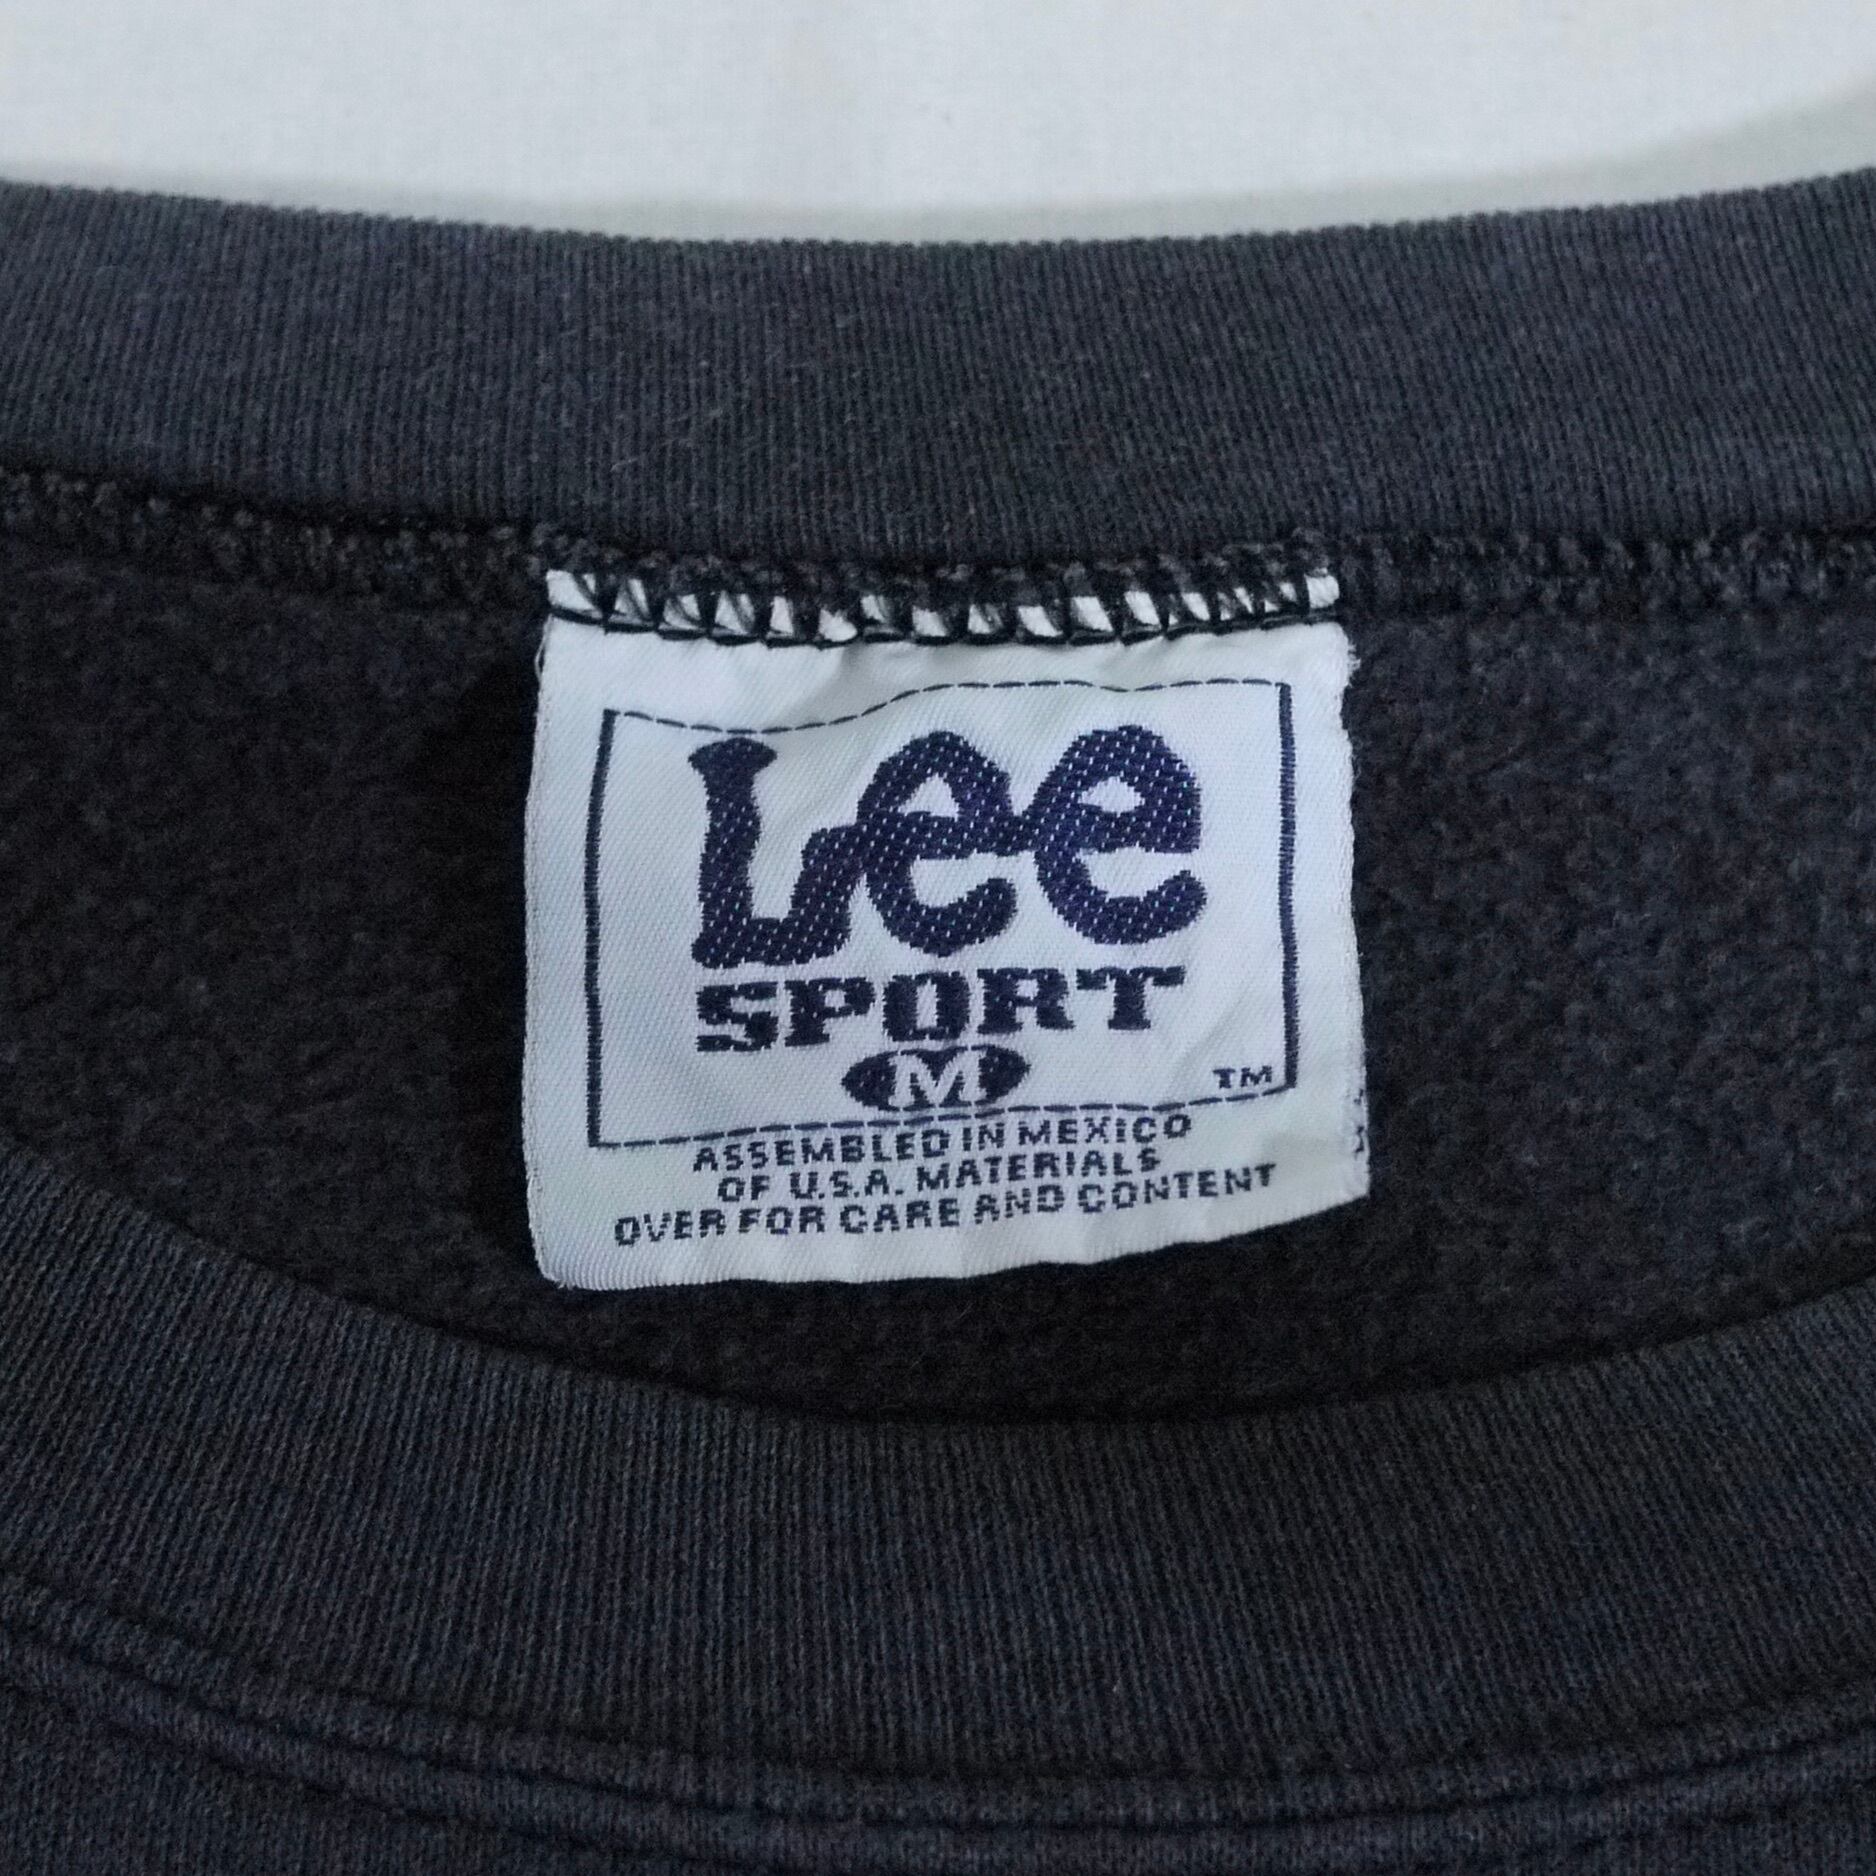 Lee
SPORT
M
TM
ASSEMBLED IN MEXICO
OF U.S.A. MATERIALS
OVER FOR CARE AND CONTENT